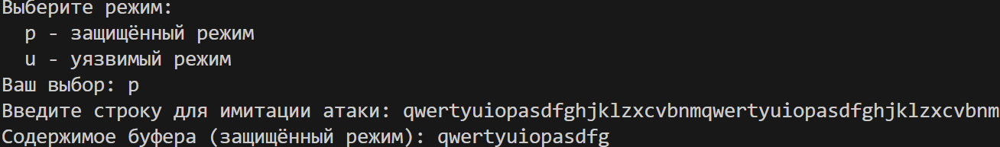 Выберите режим:
  p - защищённый режим
  u - уязвимый режим
Ваш выбор: p
Введите строку для имитации атаки: qwertyuiopasdfghjklzxcvbnmqwertyuiopasdfghjklzxcvbnm
Содержимое буфера (защищённый режим): qwertyuiopasdfg